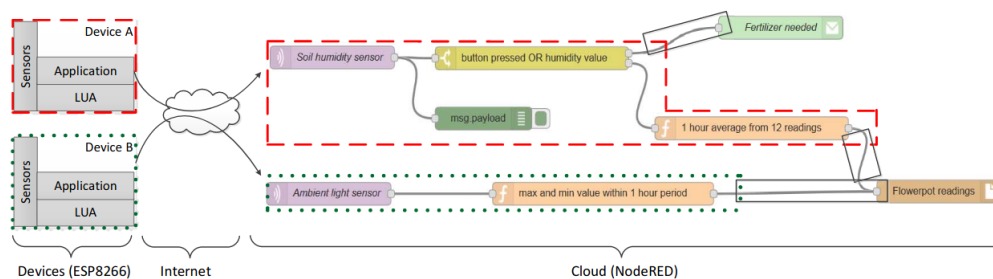 Sensors
Device A
Application
LUA
Sensors
Device B
Application
LUA
Soil humidity sensor
button pressed OR humidity value
Fertilizer needed
msg.payload
1 hour average from 12 readings
Ambient light sensor
max and min value within 1 hour period
Flowerpot readings
Devices (ESP8266)
Internet
Cloud (NodeRED)